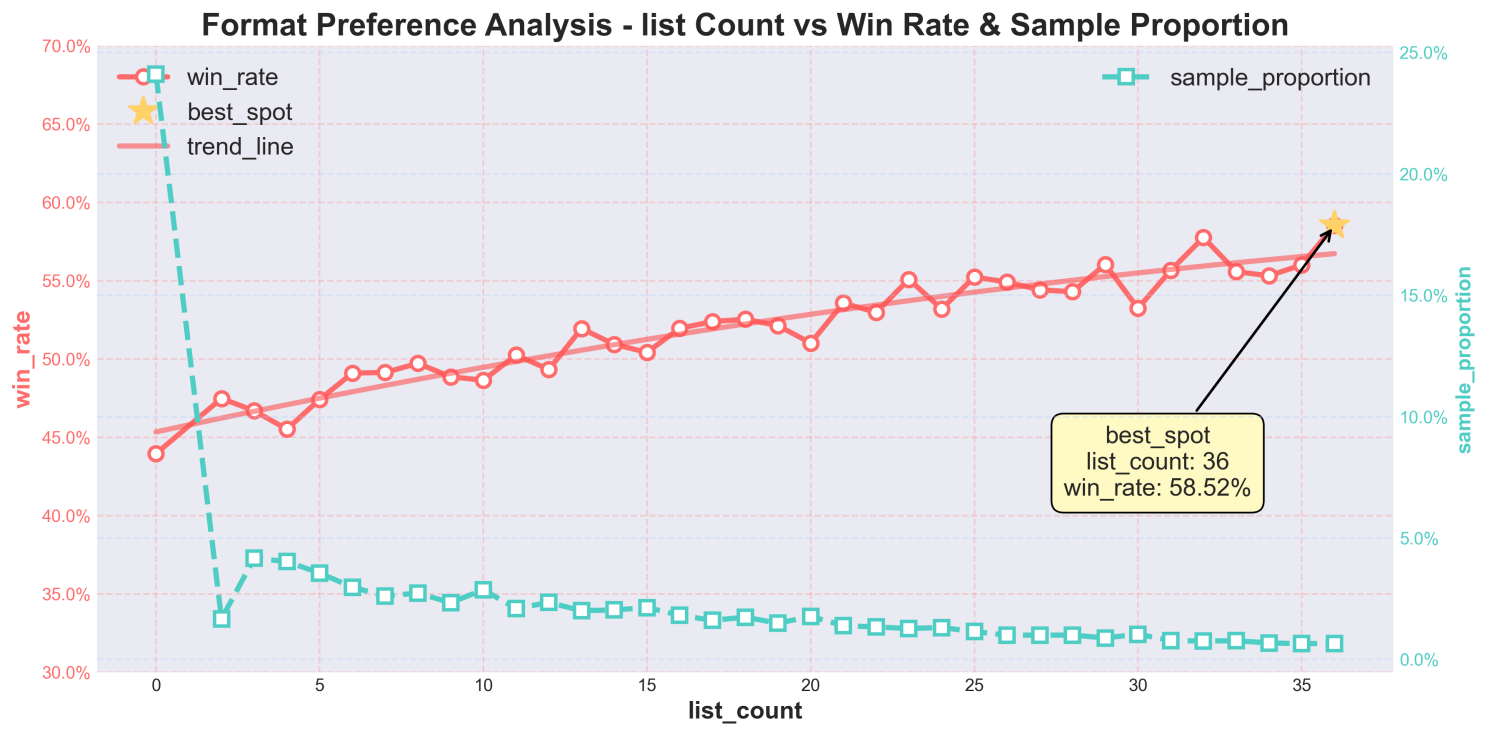 Format Preference Analysis - list Count vs Win Rate & Sample Proportion
win_rate
best_spot
trend_line
sample_proportion
70.0%
65.0%
60.0%
55.0%
50.0%
45.0%
40.0%
35.0%
30.0%
win_rate
25.0%
20.0%
15.0%
10.0%
5.0%
0.0%
sample_proportion
best_spot
list_count: 36
win_rate: 58.52%
0 5 10 15 20 25 30 35
list_count